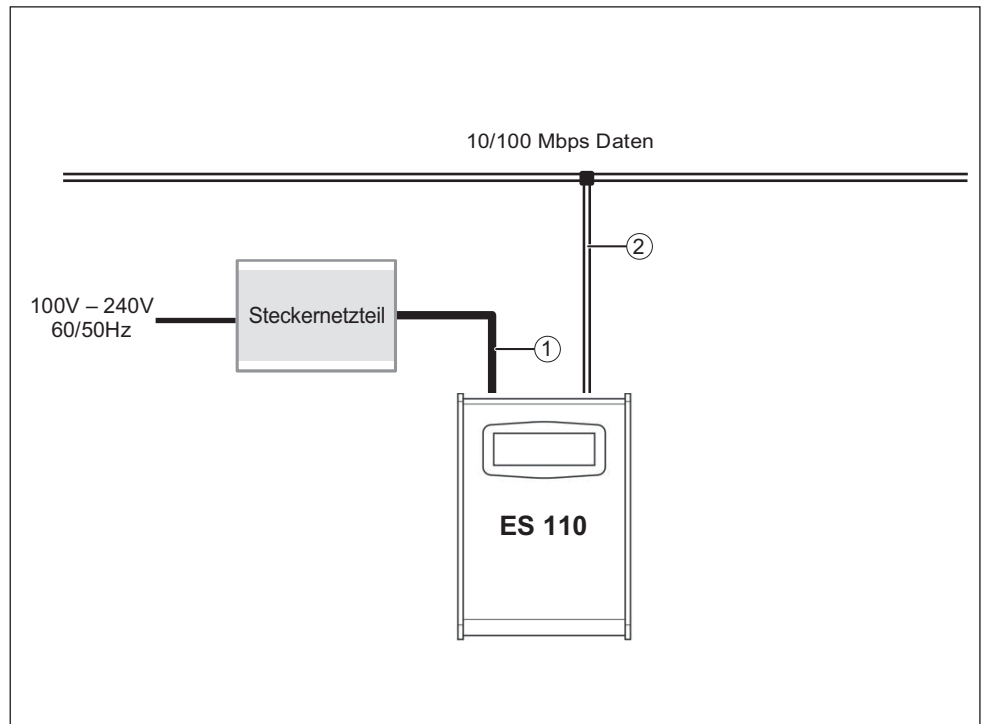 10/100 Mbps Daten
2
100V – 240V
60/50Hz
Steckernetzteil
1
ES 110